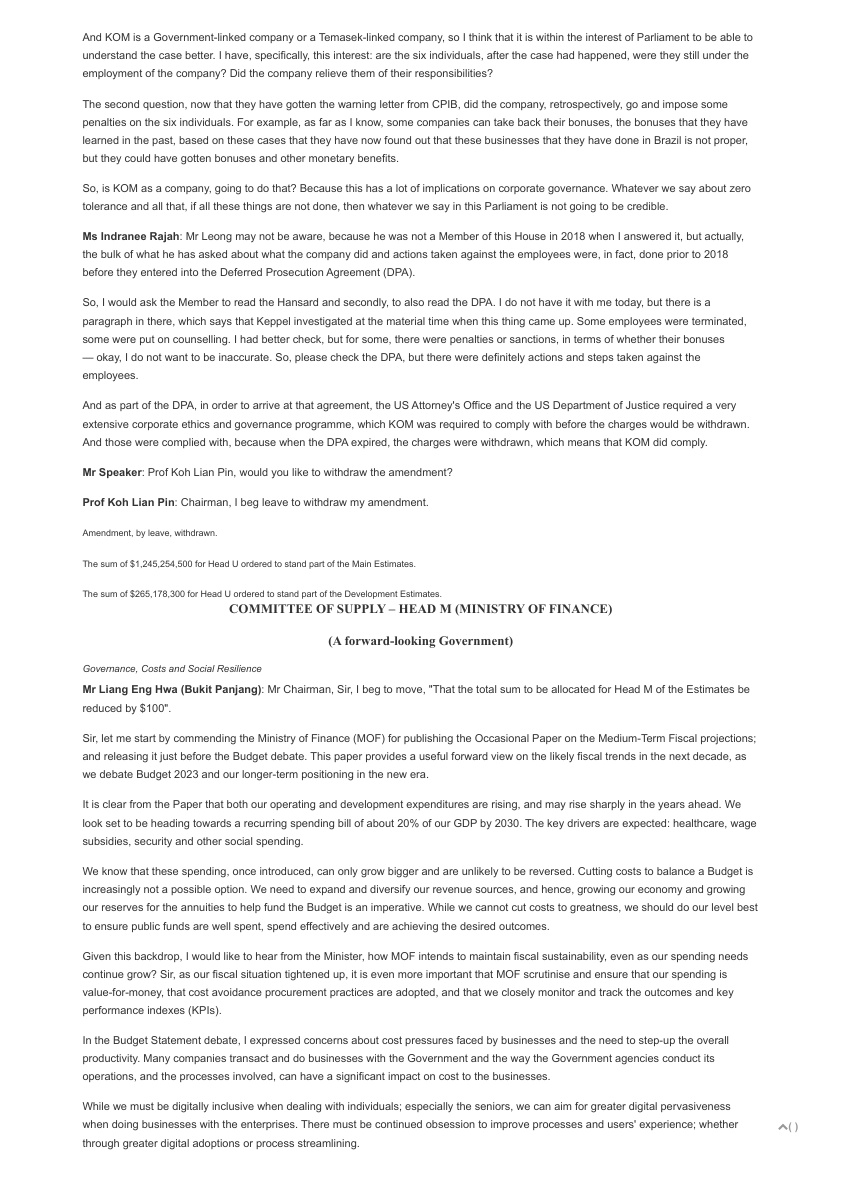 And KOM is a Government-linked company or a Temasek-linked company, so I think that it is within the interest of Parliament to be able to
understand the case better. I have, specifically, this interest: are the six individuals, after the case had happened, were they still under the
employment of the company? Did the company relieve them of their responsibilities?
The second question, now that they have gotten the warning letter from CPIB, did the company, retrospectively, go and impose some
penalties on the six individuals. For example, as far as I know, some companies can take back their bonuses, the bonuses that they have
learned in the past, based on these cases that they have now found out that these businesses that they have done in Brazil is not proper,
but they could have gotten bonuses and other monetary benefits.
So, is KOM as a company, going to do that? Because this has a lot of implications on corporate governance. Whatever we say about zero
tolerance and all that, if all these things are not done, then whatever we say in this Parliament is not going to be credible.
Ms Indranee Rajah: Mr Leong may not be aware, because he was not a Member of this House in 2018 when I answered it, but actually,
the bulk of what he has asked about what the company did and actions taken against the employees were, in fact, done prior to 2018
before they entered into the Deferred Prosecution Agreement (DPA).
So, I would ask the Member to read the Hansard and secondly, to also read the DPA. I do not have it with me today, but there is a
paragraph in there, which says that Keppel investigated at the material time when this thing came up. Some employees were terminated,
some were put on counselling. I had better check, but for some, there were penalties or sanctions, in terms of whether their bonuses
— okay, I do not want to be inaccurate. So, please check the DPA, but there were definitely actions and steps taken against the
employees.
And as part of the DPA, in order to arrive at that agreement, the US Attorney's Office and the US Department of Justice required a very
extensive corporate ethics and governance programme, which KOM was required to comply with before the charges would be withdrawn.
And those were complied with, because when the DPA expired, the charges were withdrawn, which means that KOM did comply.
Mr Speaker: Prof Koh Lian Pin, would you like to withdraw the amendment?
Prof Koh Lian Pin: Chairman, I beg leave to withdraw my amendment.
Amendment, by leave, withdrawn.
The sum of $1,245,254,500 for Head U ordered to stand part of the Main Estimates.
The sum of $265,178,300 for Head U ordered to stand part of the Development Estimates.
COMMITTEE OF SUPPLY – HEAD M (MINISTRY OF FINANCE)
(A forward-looking Government)
Governance, Costs and Social Resilience
Mr Liang Eng Hwa (Bukit Panjang): Mr Chairman, Sir, I beg to move, "That the total sum to be allocated for Head M of the Estimates be
reduced by $100".
Sir, let me start by commending the Ministry of Finance (MOF) for publishing the Occasional Paper on the Medium-Term Fiscal projections;
and releasing it just before the Budget debate. This paper provides a useful forward view on the likely fiscal trends in the next decade, as
we debate Budget 2023 and our longer-term positioning in the new era.
It is clear from the Paper that both our operating and development expenditures are rising, and may rise sharply in the years ahead. We
look set to be heading towards a recurring spending bill of about 20% of our GDP by 2030. The key drivers are expected: healthcare, wage
subsidies, security and other social spending.
We know that these spending, once introduced, can only grow bigger and are unlikely to be reversed. Cutting costs to balance a Budget is
increasingly not a possible option. We need to expand and diversify our revenue sources, and hence, growing our economy and growing
our reserves for the annuities to help fund the Budget is an imperative. While we cannot cut costs to greatness, we should do our level best
to ensure public funds are well spent, spend effectively and are achieving the desired outcomes.
Given this backdrop, I would like to hear from the Minister, how MOF intends to maintain fiscal sustainability, even as our spending needs
continue grow? Sir, as our fiscal situation tightened up, it is even more important that MOF scrutinise and ensure that our spending is
value-for-money, that cost avoidance procurement practices are adopted, and that we closely monitor and track the outcomes and key
performance indexes (KPIs).
In the Budget Statement debate, I expressed concerns about cost pressures faced by businesses and the need to step-up the overall
productivity. Many companies transact and do businesses with the Government and the way the Government agencies conduct its
operations, and the processes involved, can have a significant impact on cost to the businesses.
While we must be digitally inclusive when dealing with individuals; especially the seniors, we can aim for greater digital pervasiveness
when doing businesses with the enterprises. There must be continued obsession to improve processes and users' experience; whether
through greater digital adoptions or process streamlining.
( )